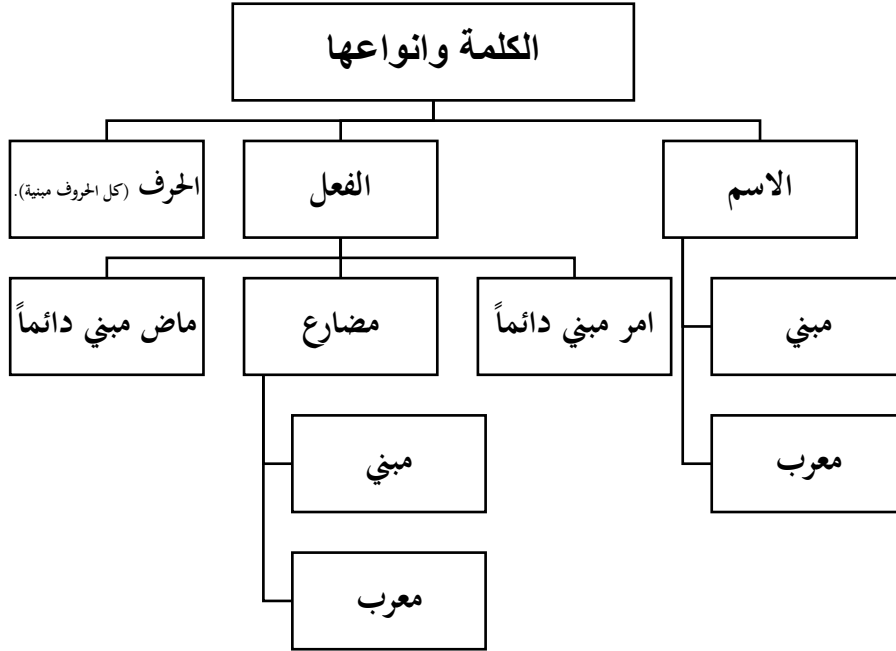 الكلمة وانواعها
الاسم
الفعل
الحرف (كل الحروف مبنية).
مبني
معرب
امر مبني دائماً
مضارع
ماض مبني دائماً
مبني
معرب